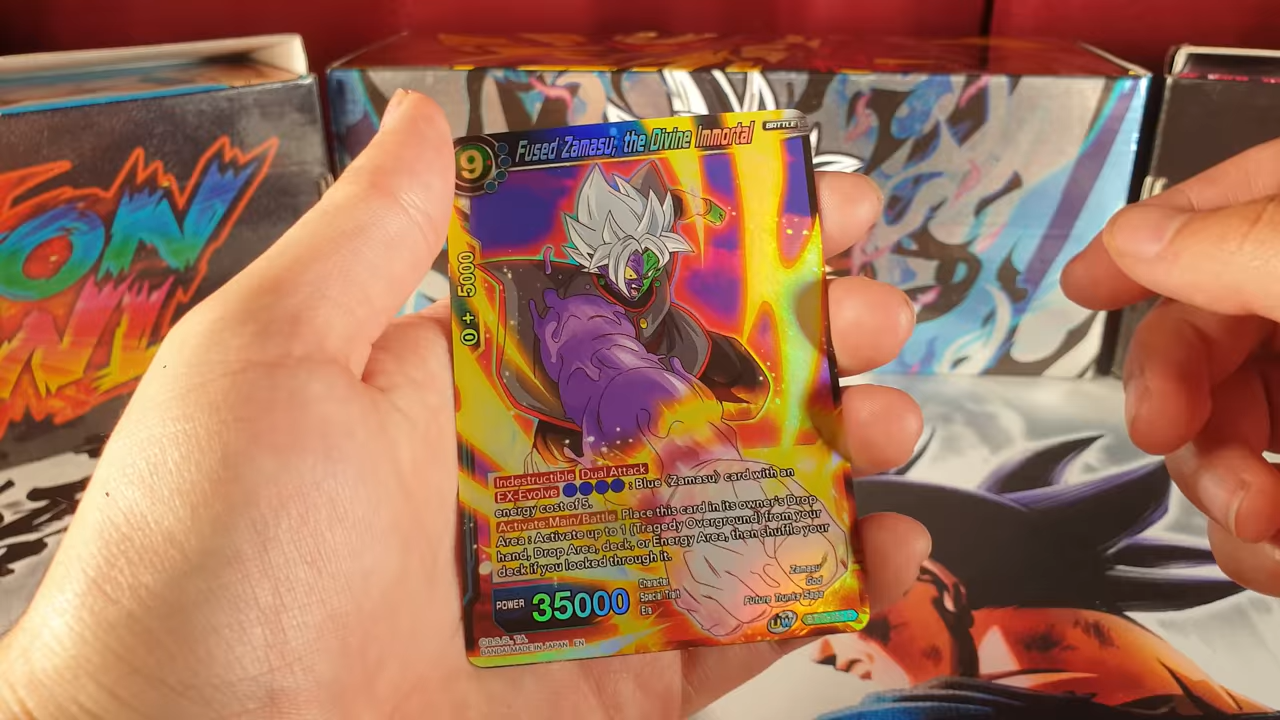 ON
9
Fused Zamasu, the Divine Immortal
BATTLE
0 + 5000
Indestructible Dual Attack
EX-Evolve : Blue 《Zamasu》 card with an
energy cost of 5.
Activate:Main/Battle Place this card in its owner's Drop
Area : Activate up to 1 〈Tragedy Overground〉 from your
hand, Drop Area, deck, or Energy Area, then shuffle your
deck if you looked through it.
POWER 35000
Character Zamasu
Special Trait God
Era Future Trunks Saga
UW
©B.S./S., T.A.
BANDAI MADE IN JAPAN EN